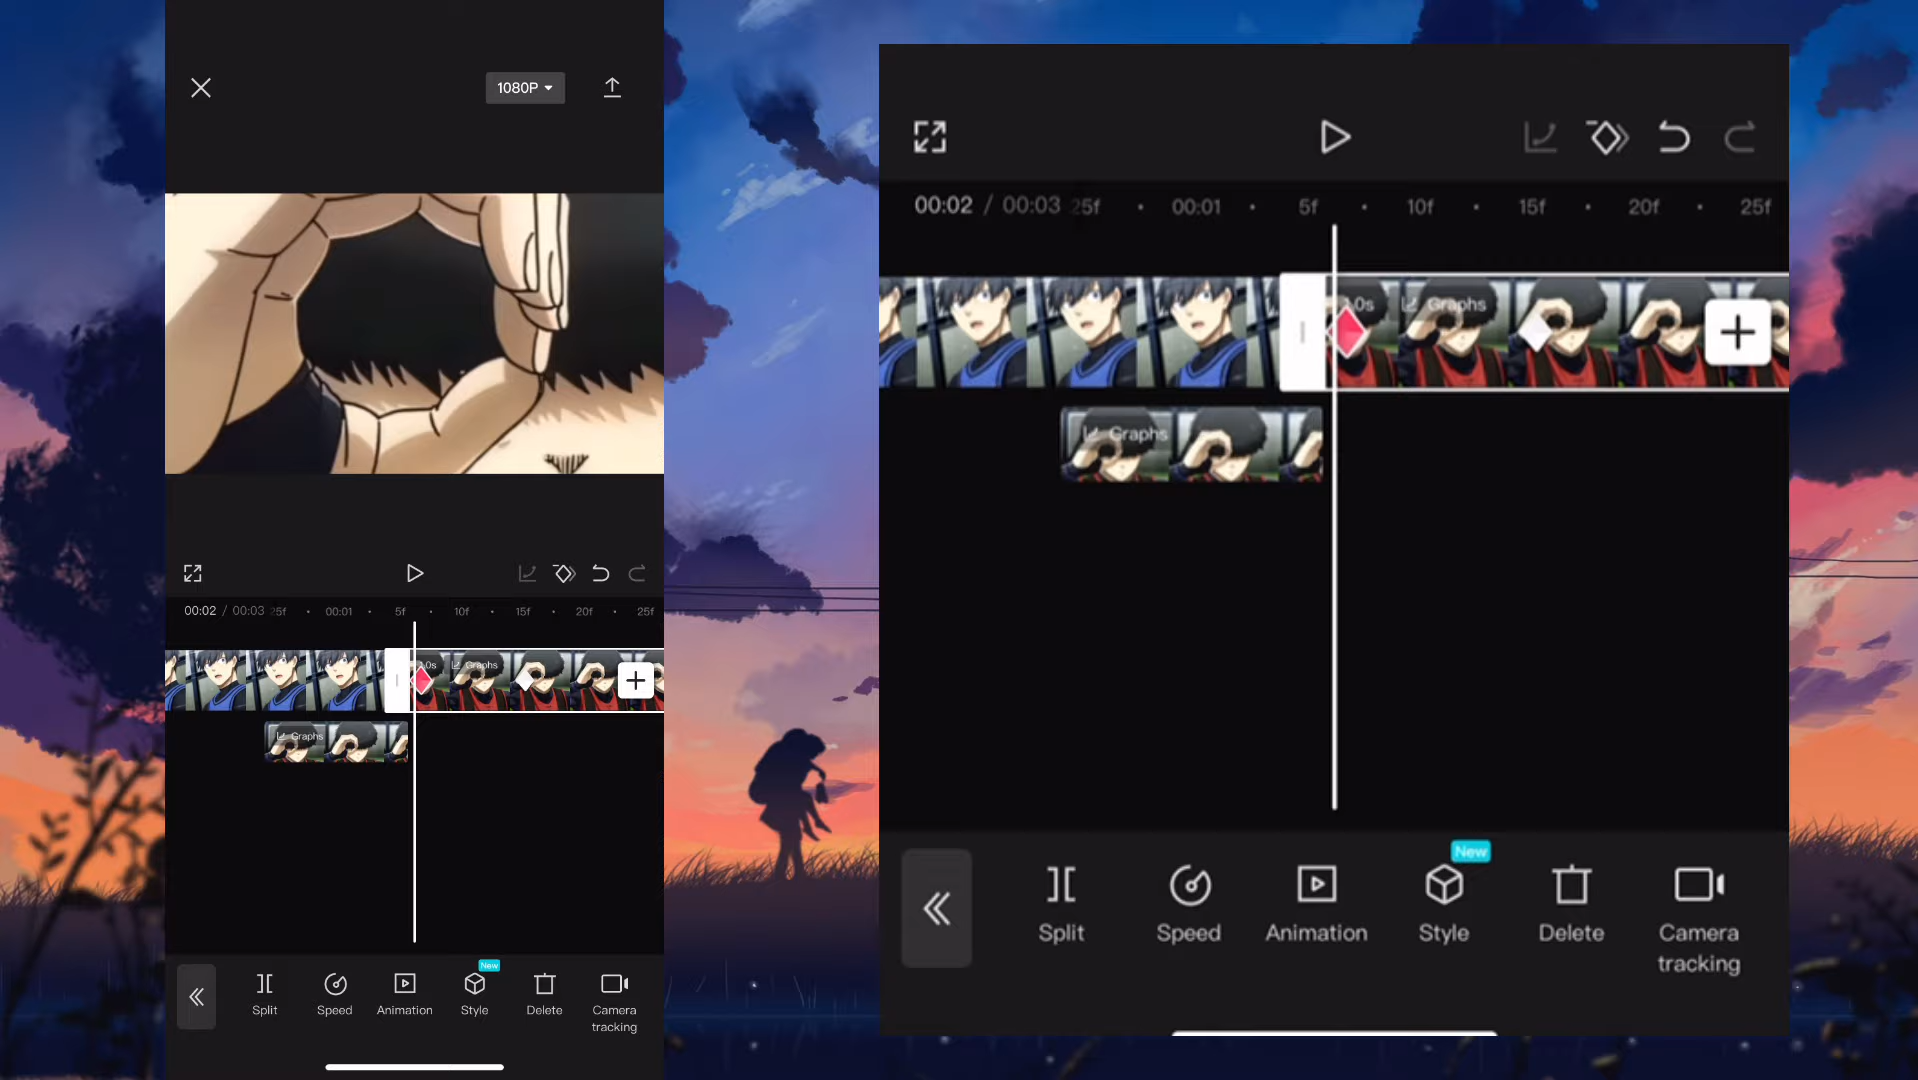 1080P
00:02 / 00:03 25f 00:01 5f 10f 15f 20f 25f
Graphs
Graphs
New
Split Speed Animation Style Delete Camera
tracking
00:02 / 00:03 25f 00:01 5f 10f 15f 20f 25f
.0s Graphs
Graphs
New
Split Speed Animation Style Delete Camera
tracking